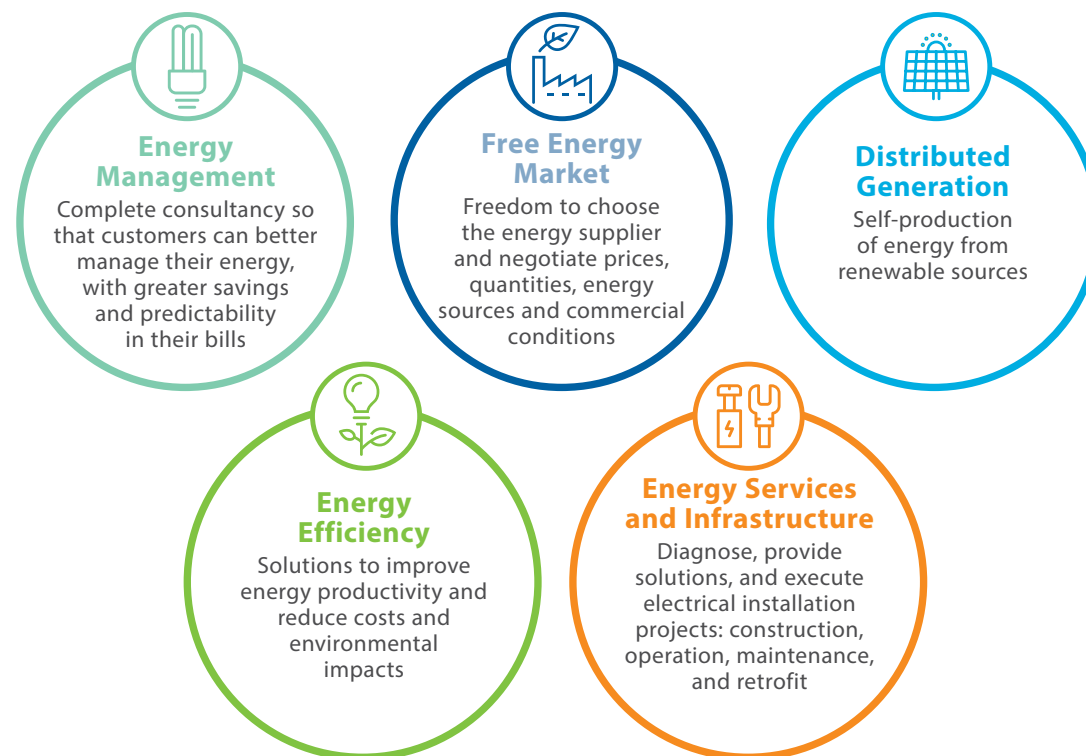 Energy
Management
Complete consultancy so
that customers can better
manage their energy,
with greater savings
and predictability
in their bills
Free Energy
Market
Freedom to choose
the energy supplier
and negotiate prices,
quantities, energy
sources and commercial
conditions
Distributed
Generation
Self-production
of energy from
renewable sources
Energy
Efficiency
Solutions to improve
energy productivity and
reduce costs and
environmental
impacts
Energy Services
and Infrastructure
Diagnose, provide
solutions, and execute
electrical installation
projects: construction,
operation, maintenance,
and retrofit